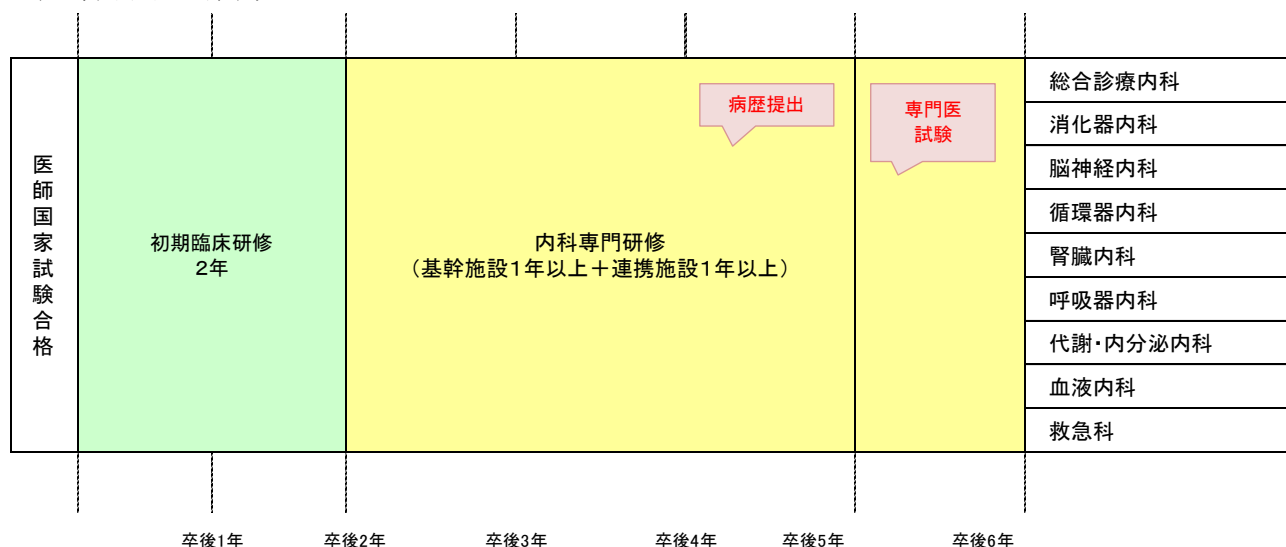 医師国家試験合格
初期臨床研修
2年
内科専門研修
（基幹施設1年以上＋連携施設1年以上）
病歴提出
専門医
試験
総合診療内科
消化器内科
脳神経内科
循環器内科
腎臓内科
呼吸器内科
代謝・内分泌内科
血液内科
救急科
卒後1年
卒後2年
卒後3年
卒後4年
卒後5年
卒後6年